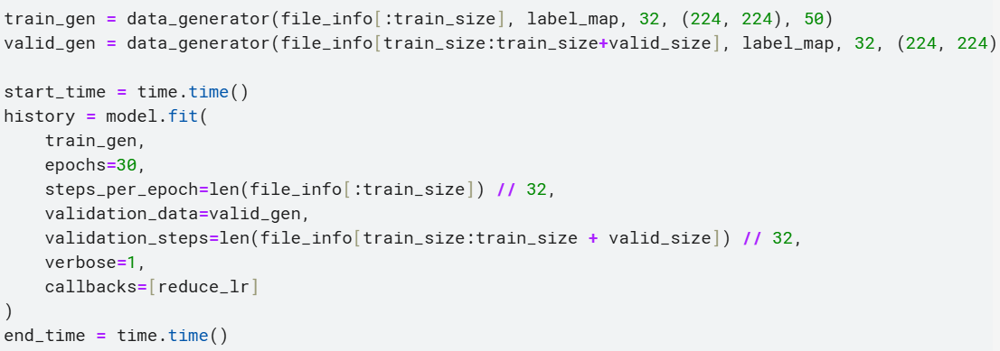 train_gen = data_generator(file_info[:train_size], label_map, 32, (224, 224), 50)
valid_gen = data_generator(file_info[train_size:train_size+valid_size], label_map, 32, (224, 224)
start_time = time.time()
history = model.fit(
    train_gen,
    epochs=30,
    steps_per_epoch=len(file_info[:train_size]) // 32,
    validation_data=valid_gen,
    validation_steps=len(file_info[train_size:train_size + valid_size]) // 32,
    verbose=1,
    callbacks=[reduce_lr]
)
end_time = time.time()